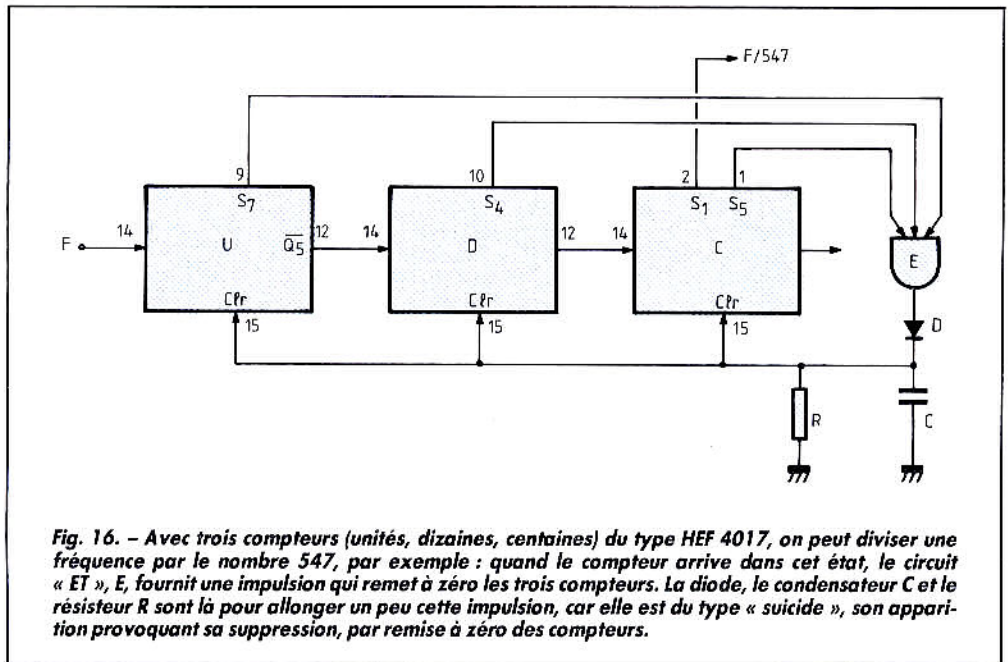 F/547
9
10
2
1
S7
S4
S1
S5
F
14
U
Q̅5
12
14
D
12
14
C
E
Cℓr
Cℓr
Cℓr
15
15
15
D
R
C
Fig. 16. – Avec trois compteurs (unités, dizaines, centaines) du type HEF 4017, on peut diviser une
fréquence par le nombre 547, par exemple : quand le compteur arrive dans cet état, le circuit
« ET », E, fournit une impulsion qui remet à zéro les trois compteurs. La diode, le condensateur C et le
résisteur R sont là pour allonger un peu cette impulsion, car elle est du type « suicide », son appari-
tion provoquant sa suppression, par remise à zéro des compteurs.